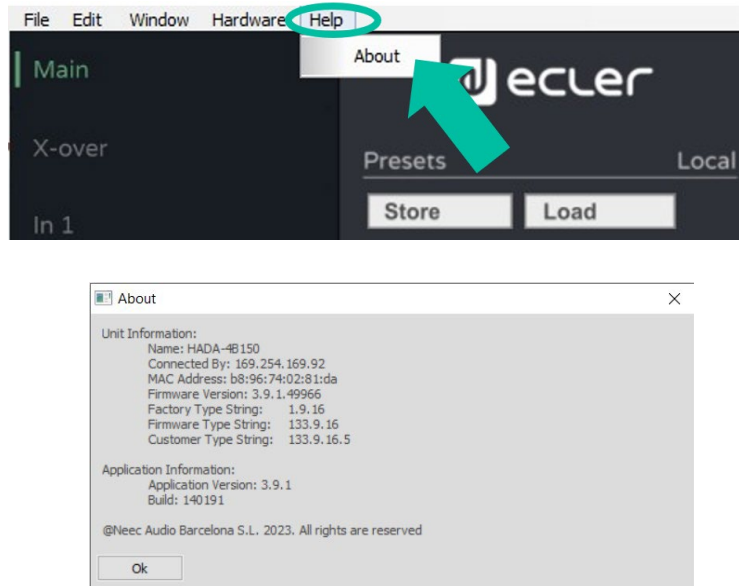 File Edit Window Hardware Help
About
Main
ecler
X-over
Presets Local
Store Load
In 1
About
Unit Information:
Name: HADA-4B150
Connected By: 169.254.169.92
MAC Address: b8:96:74:02:81:da
Firmware Version: 3.9.1.49966
Factory Type String: 1.9.16
Firmware Type String: 133.9.16
Customer Type String: 133.9.16.5
Application Information:
Application Version: 3.9.1
Build: 140191
@Neec Audio Barcelona S.L. 2023. All rights are reserved
Ok